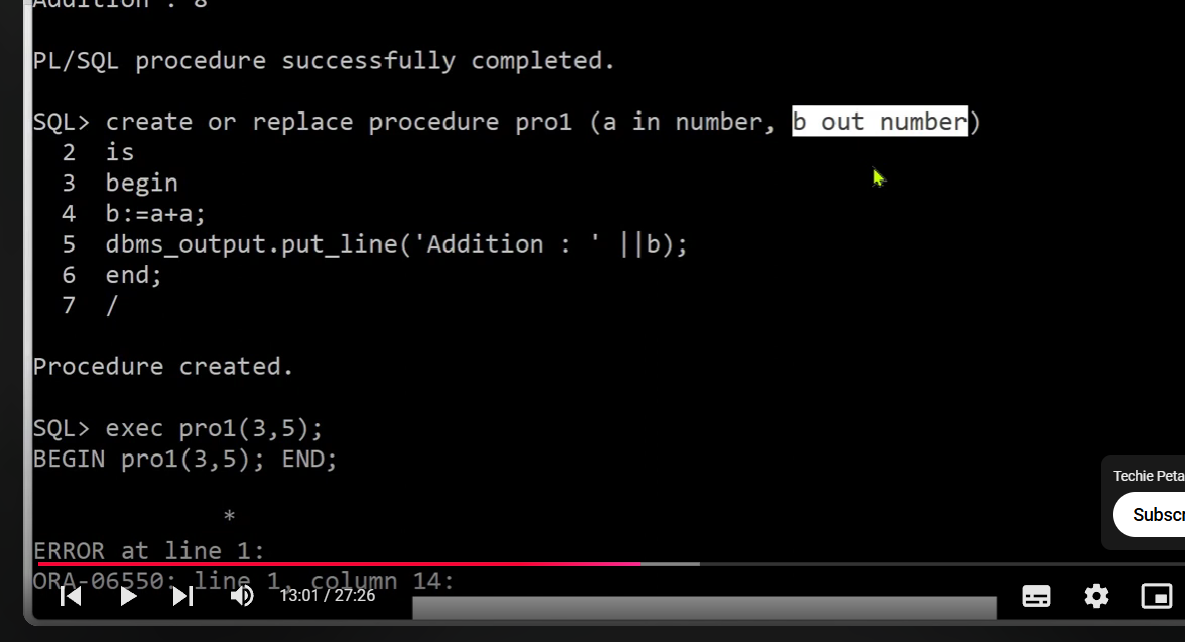 Addition : 8
PL/SQL procedure successfully completed.
SQL> create or replace procedure pro1 (a in number, b out number)
2 is
3 begin
4 b:=a+a;
5 dbms_output.put_line('Addition : ' ||b);
6 end;
7 /
Procedure created.
SQL> exec pro1(3,5);
BEGIN pro1(3,5); END;
*
ERROR at line 1:
ORA-06550: line 1, column 14:
13:01 / 27:26
Techie Peta
Subscr